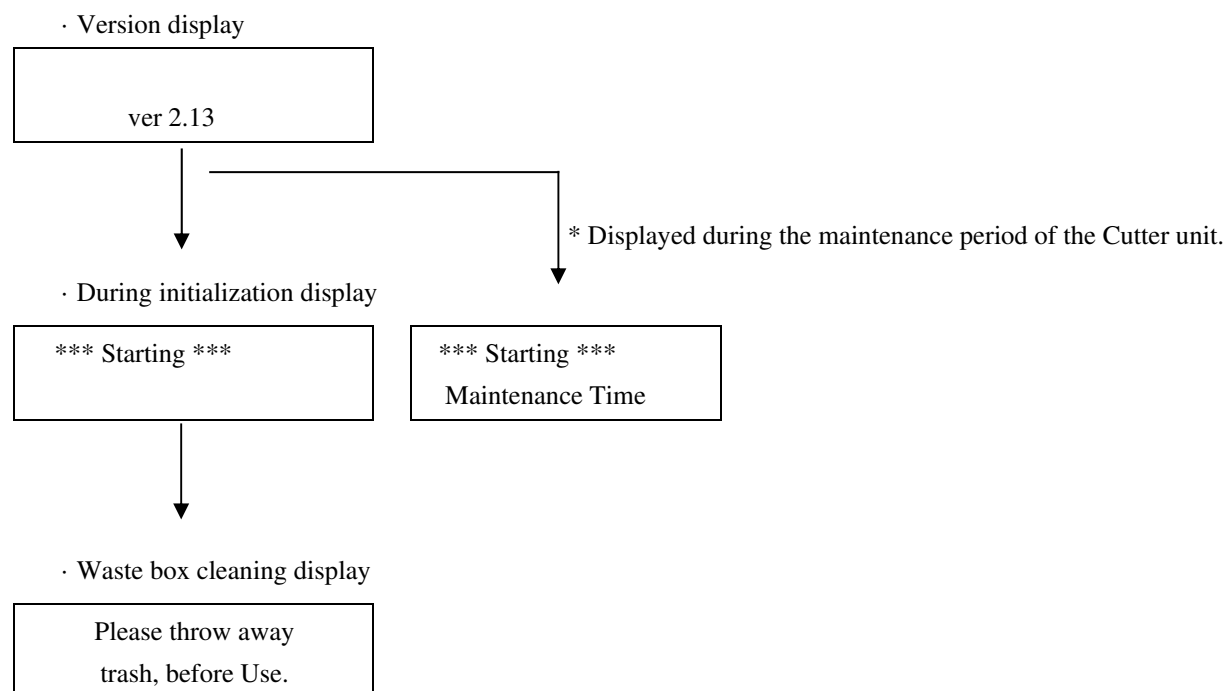 · Version display
ver 2.13
* Displayed during the maintenance period of the Cutter unit.
· During initialization display
*** Starting ***
*** Starting ***
Maintenance Time
· Waste box cleaning display
Please throw away
trash, before Use.